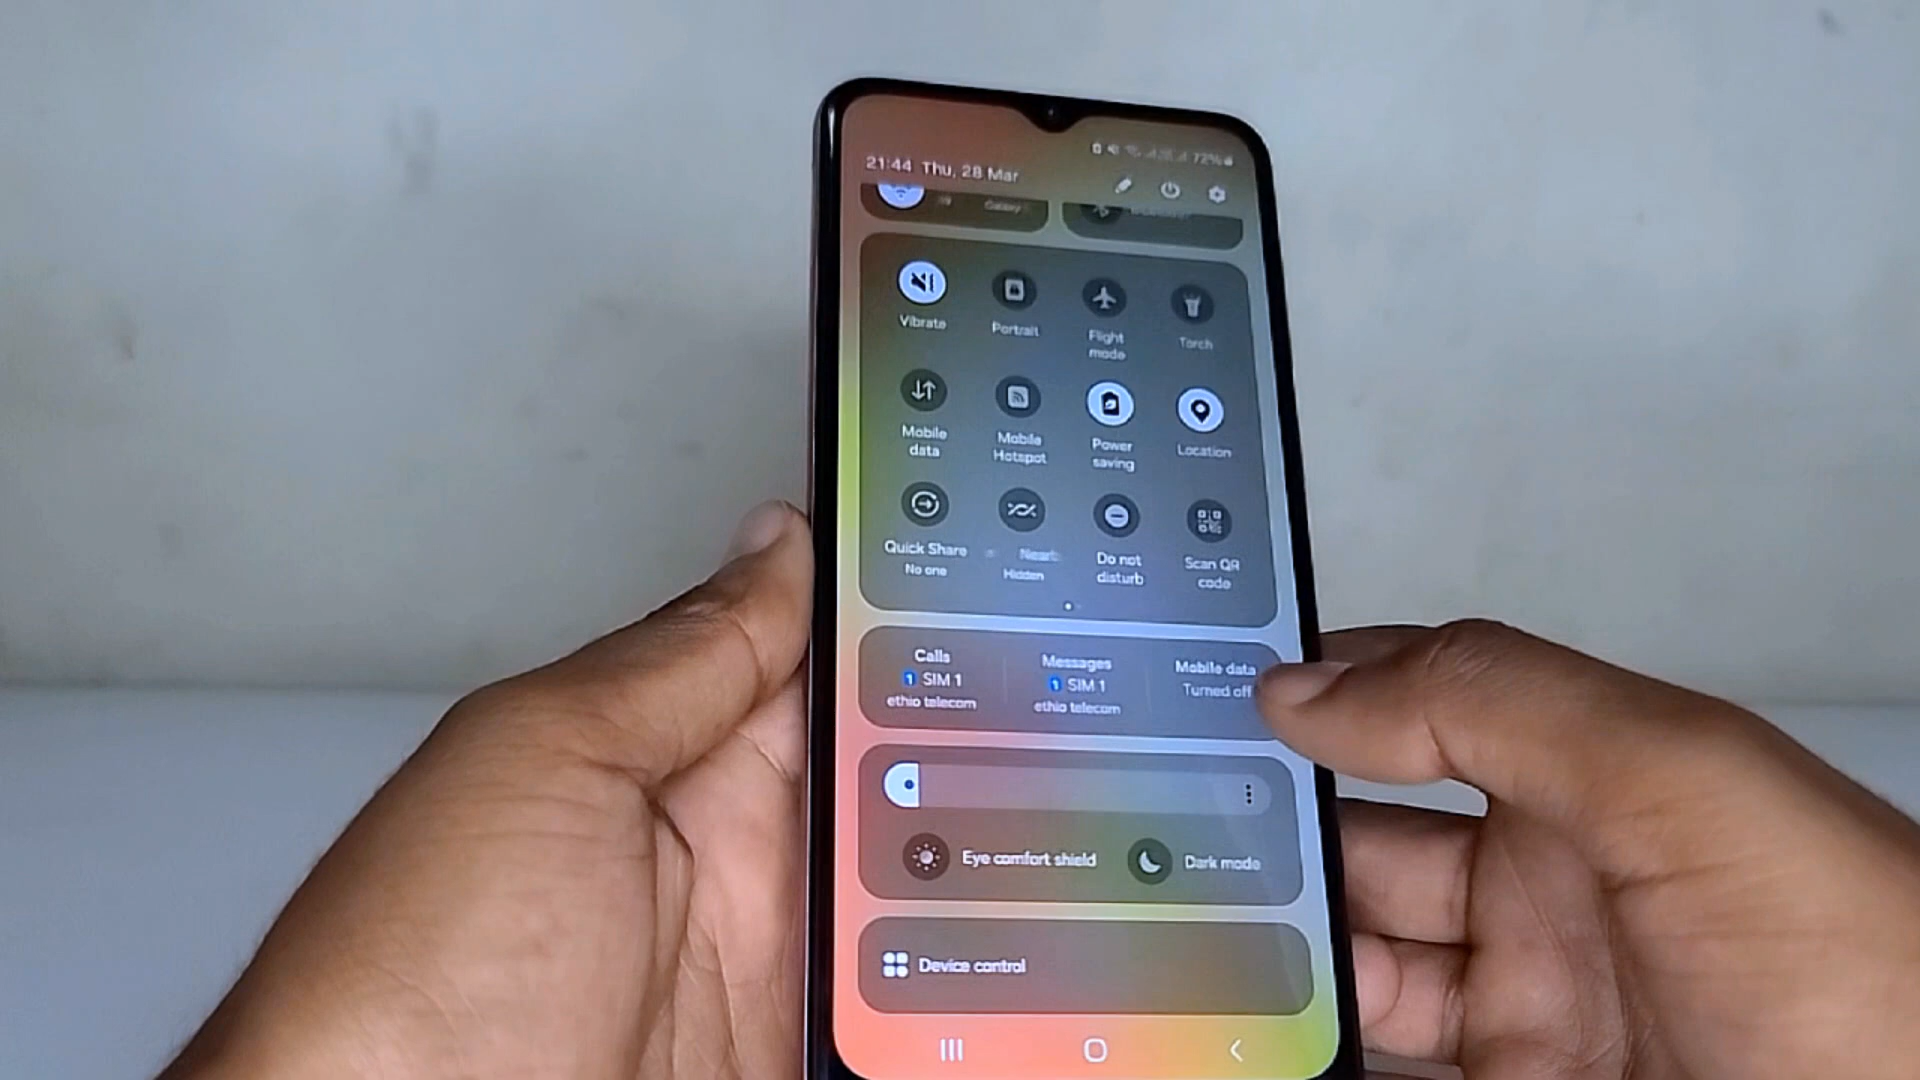 21:44 Thu, 28 Mar
72%
Galaxy
Vibrate
Portrait
Flight
mode
Torch
Mobile
data
Mobile
Hotspot
Power
saving
Location
Quick Share
No one
Hidden
Do not
disturb
Scan QR
code
Calls
1 SIM 1
ethio telecom
Messages
1 SIM 1
ethio telecom
Mobile data
Turned off
Eye comfort shield
Dark mode
Device control